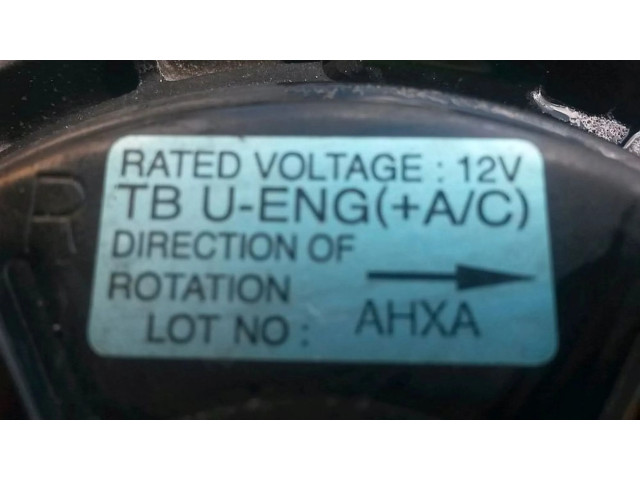 RATED VOLTAGE : 12V
TB U-ENG(+A/C)
DIRECTION OF
ROTATION
LOT NO : AHXA
R